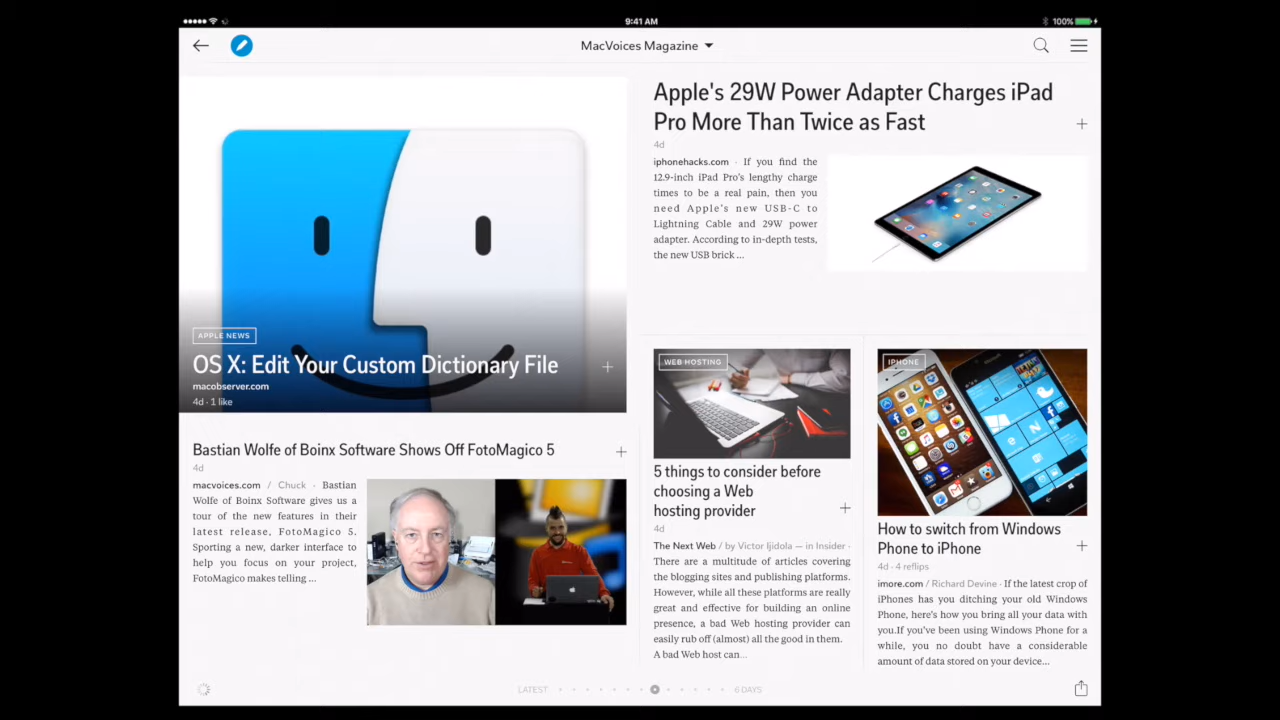 9:41 AM
100%
MacVoices Magazine
APPLE NEWS
OS X: Edit Your Custom Dictionary File
macobserver.com
4d · 1 like
Apple's 29W Power Adapter Charges iPad
Pro More Than Twice as Fast
4d
iphonehacks.com · If you find the
12.9-inch iPad Pro's lengthy charge
times to be a real pain, then you
need Apple's new USB-C to
Lightning Cable and 29W power
adapter. According to in-depth tests,
the new USB brick ...
Bastian Wolfe of Boinx Software Shows Off FotoMagico 5
4d
macvoices.com / Chuck · Bastian
Wolfe of Boinx Software gives us a
tour of the new features in their
latest release, FotoMagico 5.
Sporting a new, darker interface to
help you focus on your project,
FotoMagico makes telling ...
WEB HOSTING
5 things to consider before
choosing a Web
hosting provider
4d
The Next Web / by Victor Ijidola — in Insider ·
There are a multitude of articles covering
the blogging sites and publishing platforms.
However, while all these platforms are really
great and effective for building an online
presence, a bad Web hosting provider can
easily rub off (almost) all the good in them.
A bad Web host can...
IPHONE
How to switch from Windows
Phone to iPhone
4d · 4 reflips
imore.com / Richard Devine · If the latest crop of
iPhones has you ditching your old Windows
Phone, here's how you bring all your data with
you.If you've been using Windows Phone for a
while, you no doubt have a considerable
amount of data stored on your device...
LATEST
6 DAYS